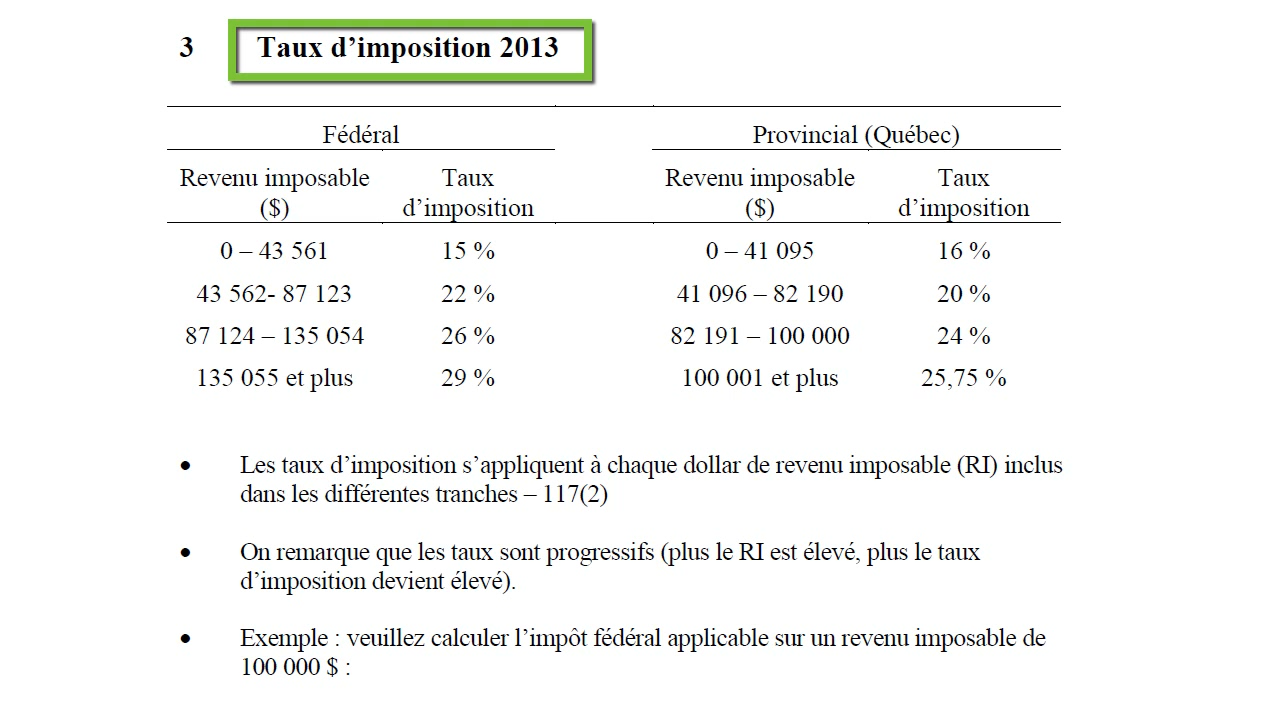 3 Taux d’imposition 2013
Fédéral Provincial (Québec)
Revenu imposable Taux Revenu imposable Taux
($) d’imposition ($) d’imposition
0 – 43 561 15 % 0 – 41 095 16 %
43 562- 87 123 22 % 41 096 – 82 190 20 %
87 124 – 135 054 26 % 82 191 – 100 000 24 %
135 055 et plus 29 % 100 001 et plus 25,75 %
• Les taux d’imposition s’appliquent à chaque dollar de revenu imposable (RI) inclus
dans les différentes tranches – 117(2)
• On remarque que les taux sont progressifs (plus le RI est élevé, plus le taux
d’imposition devient élevé).
• Exemple : veuillez calculer l’impôt fédéral applicable sur un revenu imposable de
100 000 $ :